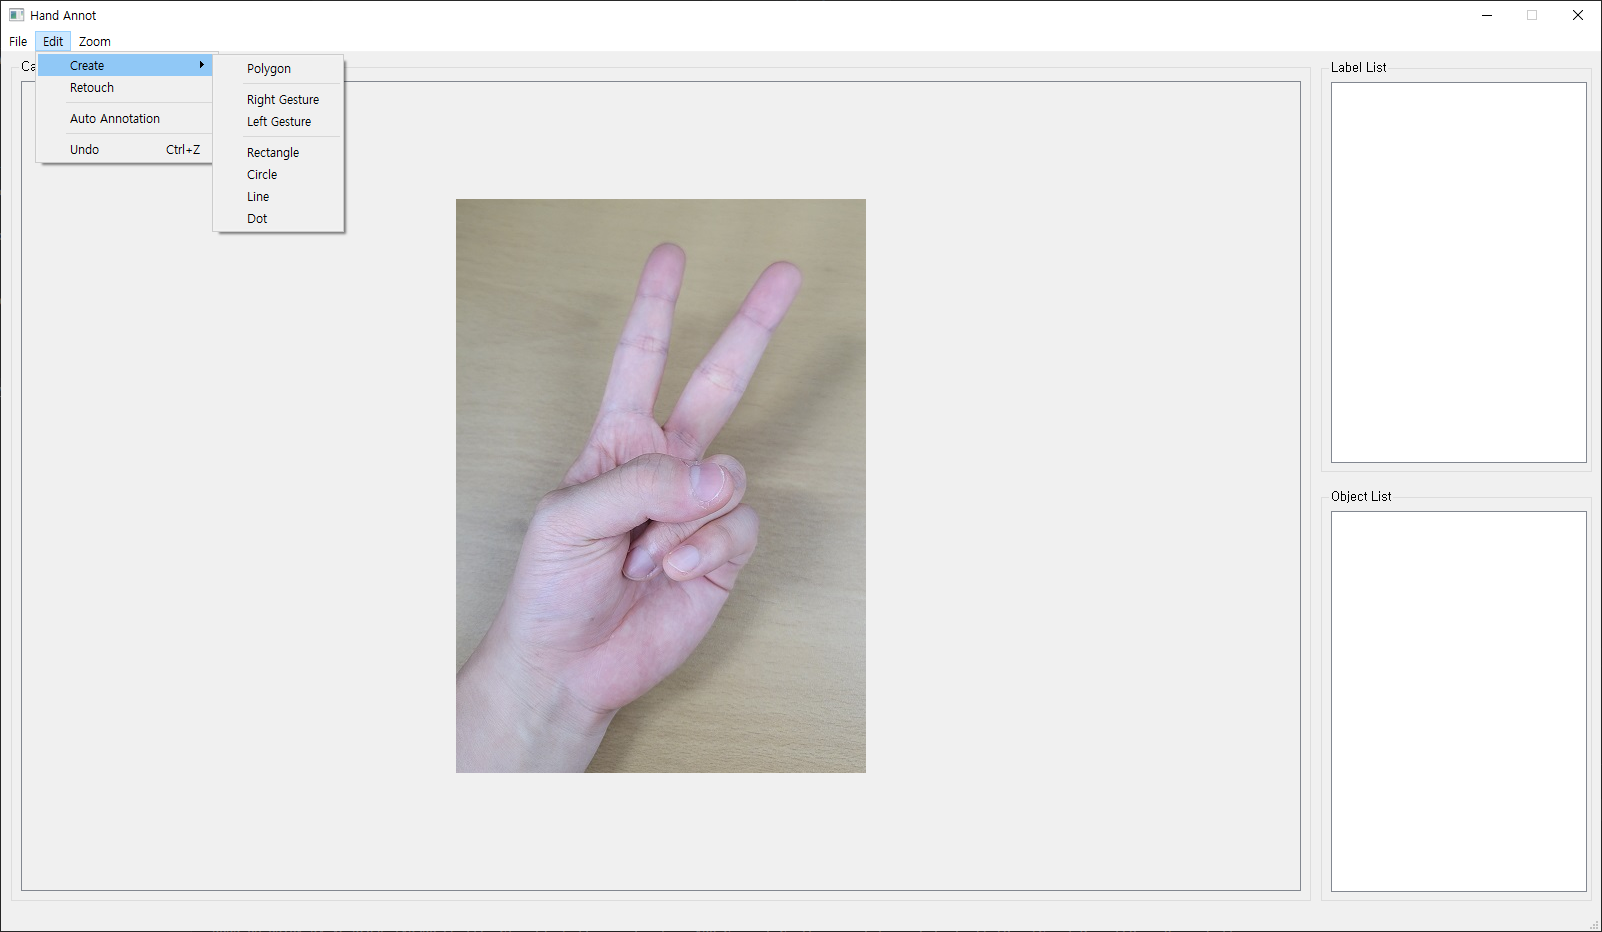 Hand Annot
File Edit Zoom
Ca
Create
Retouch
Auto Annotation
Undo Ctrl+Z
Polygon
Right Gesture
Left Gesture
Rectangle
Circle
Line
Dot
Label List
Object List